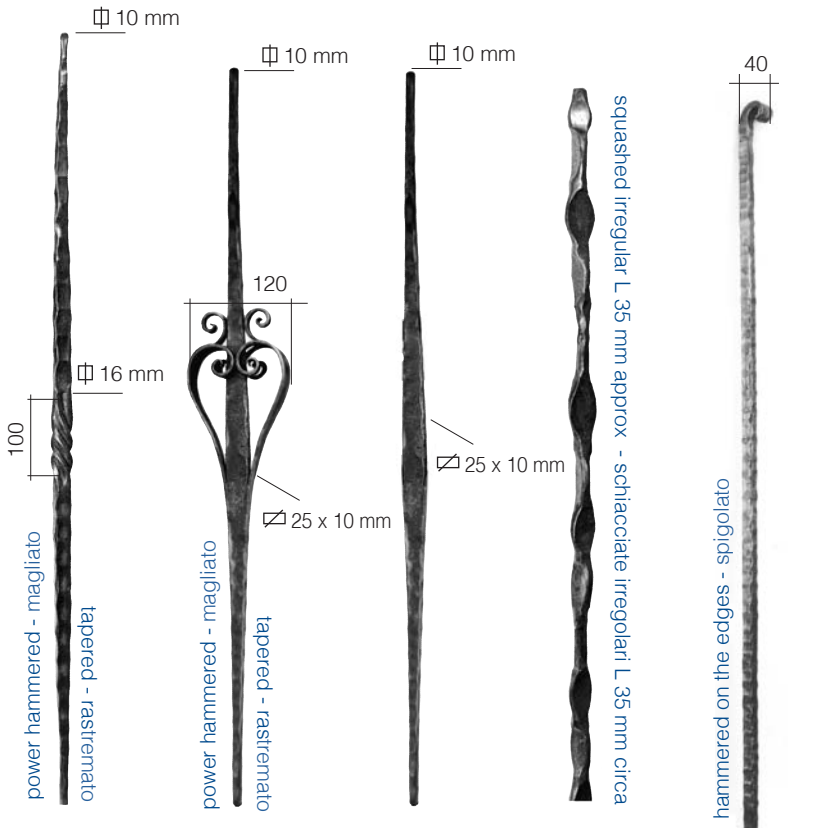 10 mm
16 mm
100
power hammered - magliato
tapered - rastremato
10 mm
120
25 x 10 mm
power hammered - magliato
tapered - rastremato
10 mm
25 x 10 mm
squashed irregular L 35 mm approx - schiacciate irregolari L 35 mm circa
40
hammered on the edges - spigolato